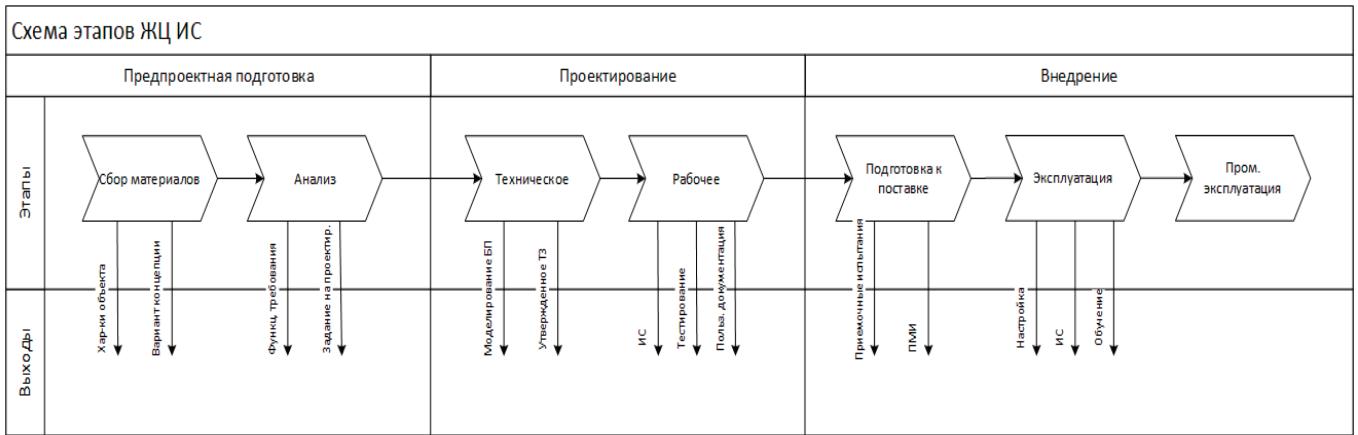 Схема этапов ЖЦ ИС
Предпроектная подготовка
Проектирование
Внедрение
Этапы
Сбор материалов
Анализ
Техническое
Рабочее
Подготовка к
поставке
Эксплуатация
Пром.
эксплуатация
Выходы
Хар-ки объекта
Вариант концепции
Функц. требования
Задание на проектир.
Моделирование БП
Утвержденное ТЗ
ИС
Тестирование
Польз. документация
Приемочные испытания
ПМИ
Настройка
ИС
Обучение